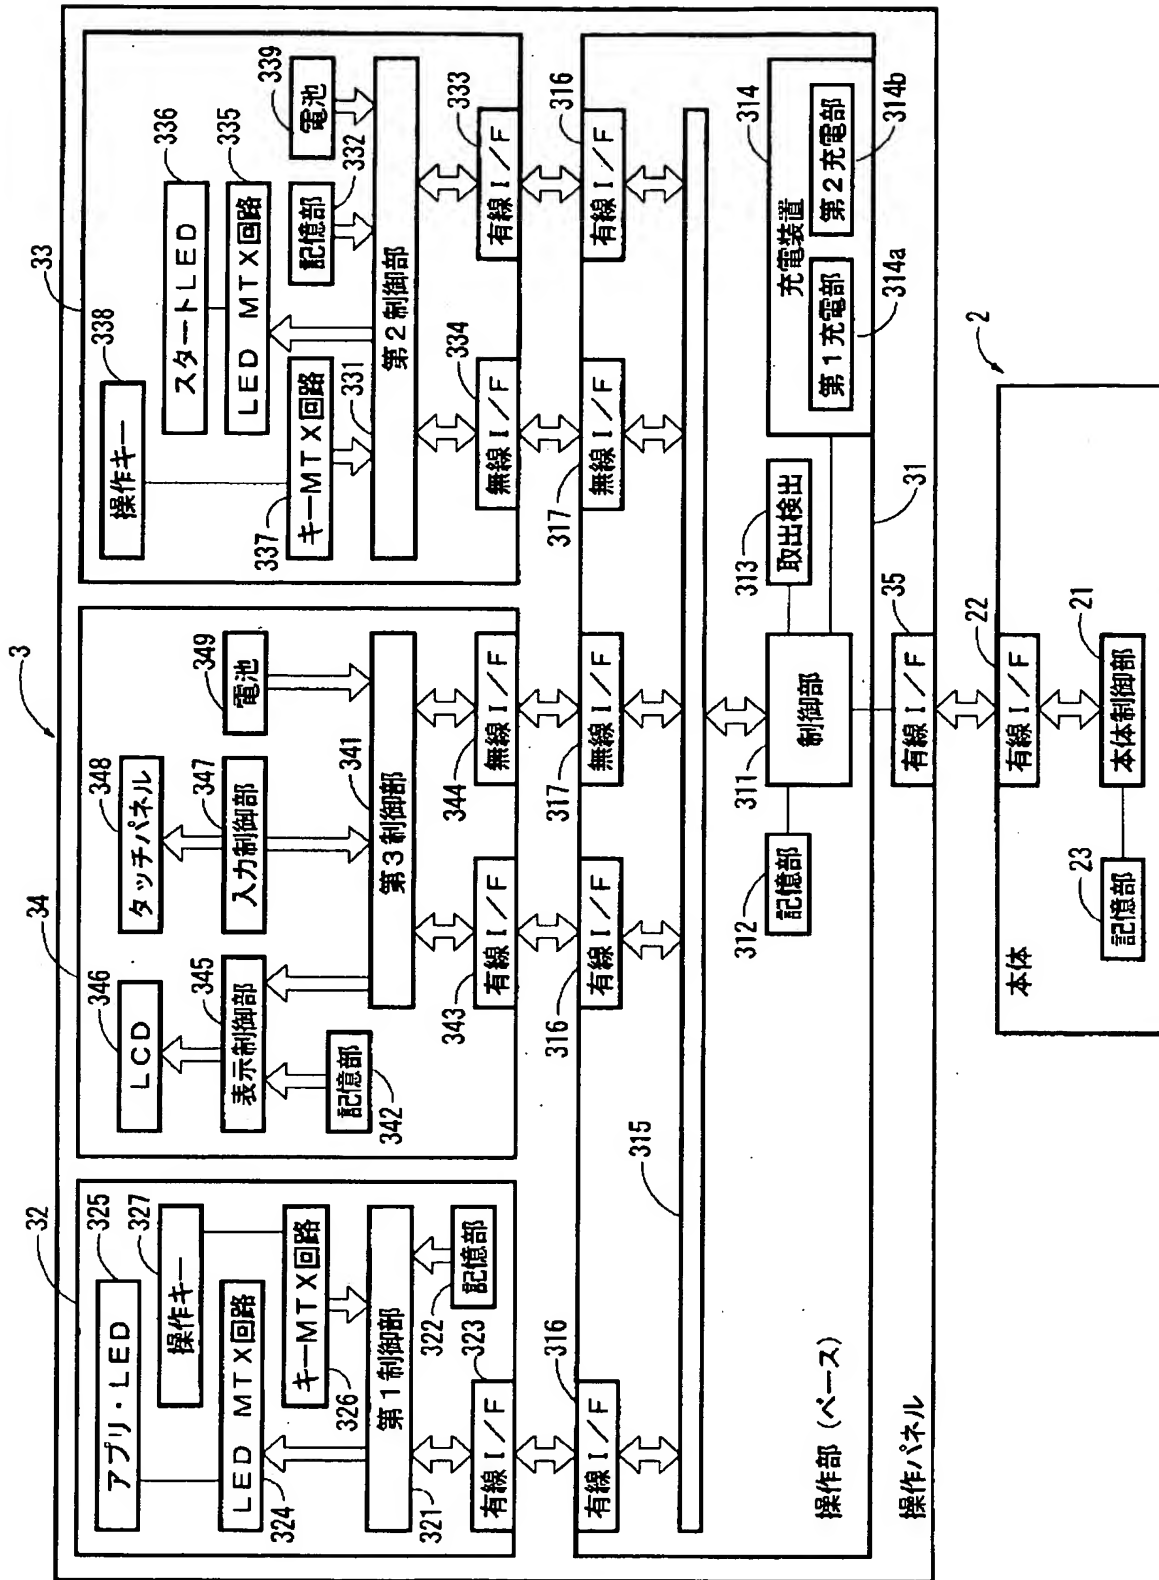 3
32
アプリ・LED
325
操作キー
327
LED MTX回路
324
キーMTX回路
326
第1制御部
321
記憶部
322
有線I/F
323
34
LCD
346
タッチパネル
348
表示制御部
345
入力制御部
347
電池
349
記憶部
342
第3制御部
341
有線I/F
343
無線I/F
344
33
操作キー
338
スタートLED
336
LED MTX回路
335
キーMTX回路
337
記憶部
332
電池
339
第2制御部
331
無線I/F
334
有線I/F
333
有線I/F
316
有線I/F
316
無線I/F
317
無線I/F
317
有線I/F
316
315
記憶部
312
制御部
311
取出検出
313
充電装置
314
第1充電部
314a
第2充電部
314b
操作部(ベース)
31
操作パネル
有線I/F
35
2
本体
有線I/F
22
本体制御部
21
記憶部
23